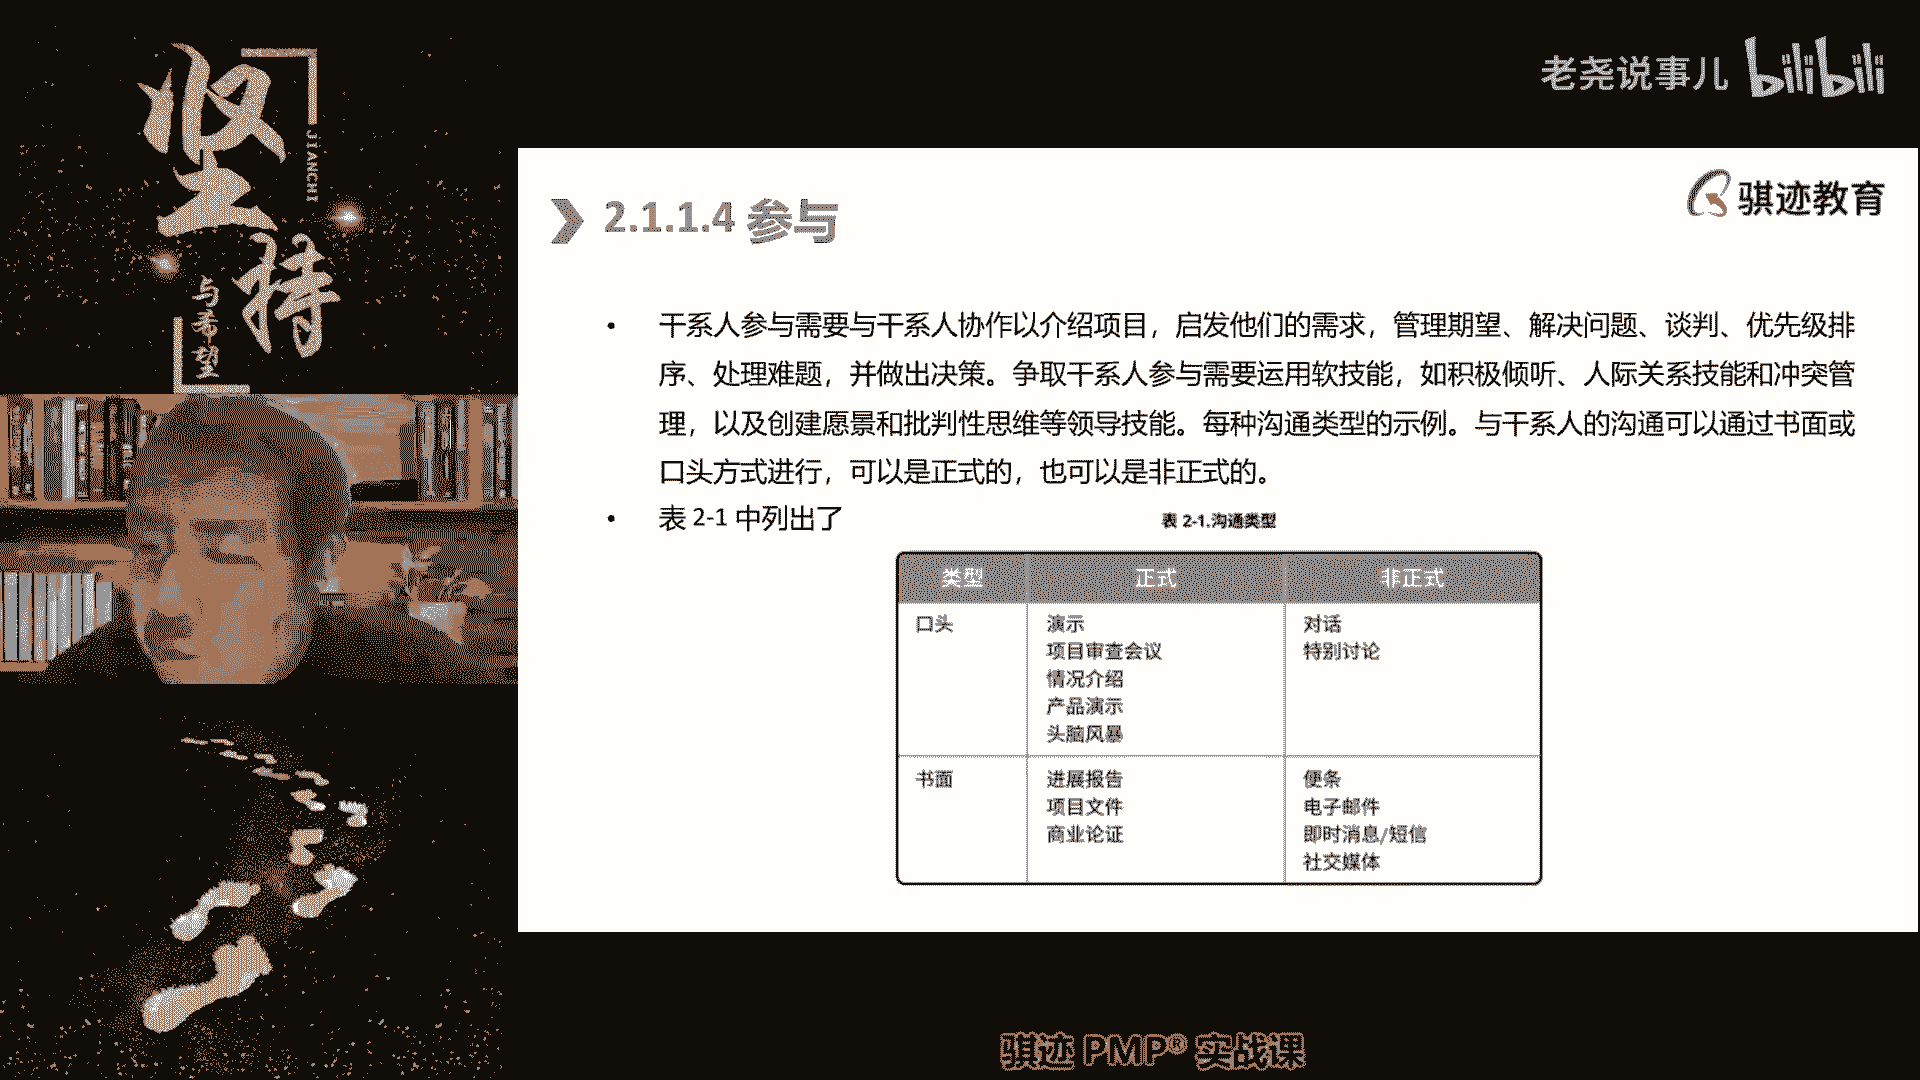 坚持
JIANCHI
与希望
老尧说事儿 bilibili
骐迹教育
2.1.1.4 参与
• 干系人参与需要与干系人协作以介绍项目，启发他们的需求，管理期望、解决问题、谈判、优先级排
序、处理难题，并做出决策。争取干系人参与需要运用软技能，如积极倾听、人际关系技能和冲突管
理，以及创建愿景和批判性思维等领导技能。每种沟通类型的示例。与干系人的沟通可以通过书面或
口头方式进行，可以是正式的，也可以是非正式的。
• 表 2-1 中列出了
表 2-1.沟通类型
类型 正式 非正式
口头 演示 对话
项目审查会议 特别讨论
情况介绍
产品演示
头脑风暴
书面 进展报告 便条
项目文件 电子邮件
商业论证 即时消息/短信
社交媒体
骐迹 PMP® 实战课